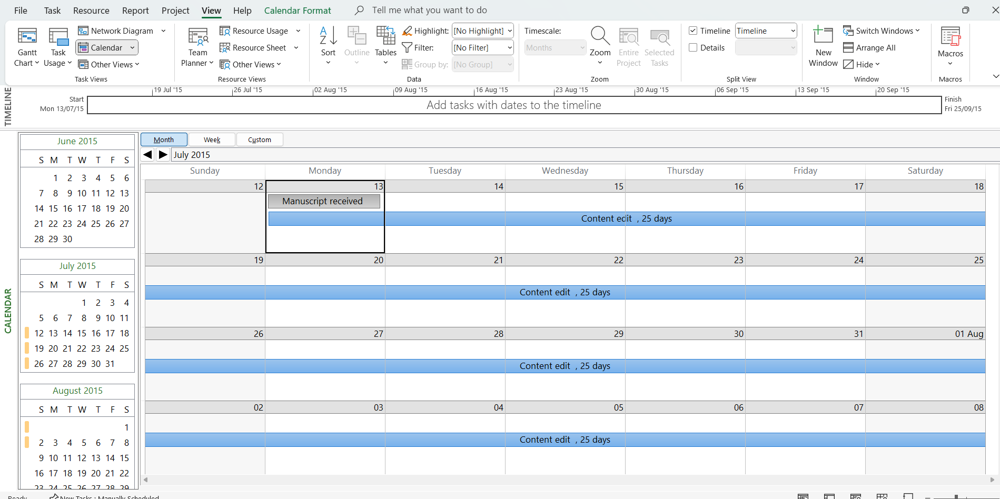 File Task Resource Report Project View Help Calendar Format Tell me what you want to do
Gantt Chart
Task Usage
Network Diagram
Calendar
Other Views
Task Views
Team Planner
Resource Usage
Resource Sheet
Other Views
Resource Views
Sort
Outline
Tables
Highlight: [No Highlight]
Filter: [No Filter]
Group by: [No Group]
Data
Timescale:
Months
Zoom
Entire Project
Selected Tasks
Zoom
Timeline Timeline
Details
Split View
New Window
Switch Windows
Arrange All
Hide
Window
Macros
Macros
TIMELINE
19 Jul '15 26 Jul '15 02 Aug '15 09 Aug '15 16 Aug '15 23 Aug '15 30 Aug '15 06 Sep '15 13 Sep '15 20 Sep '15
Start
Mon 13/07/15
Add tasks with dates to the timeline
Finish
Fri 25/09/15
CALENDAR
June 2015
S M T W T F S
1 2 3 4 5 6
7 8 9 10 11 12 13
14 15 16 17 18 19 20
21 22 23 24 25 26 27
28 29 30
July 2015
S M T W T F S
1 2 3 4
5 6 7 8 9 10 11
12 13 14 15 16 17 18
19 20 21 22 23 24 25
26 27 28 29 30 31
August 2015
S M T W T F S
1
2 3 4 5 6 7 8
9 10 11 12 13 14 15
16 17 18 19 20 21 22
23 24 25 26 27 28 29
Month Week Custom
July 2015
Sunday Monday Tuesday Wednesday Thursday Friday Saturday
12 13 14 15 16 17 18
Manuscript received
Content edit , 25 days
19 20 21 22 23 24 25
Content edit , 25 days
26 27 28 29 30 31 01 Aug
Content edit , 25 days
02 03 04 05 06 07 08
Content edit , 25 days
Ready New Tasks : Manually Scheduled